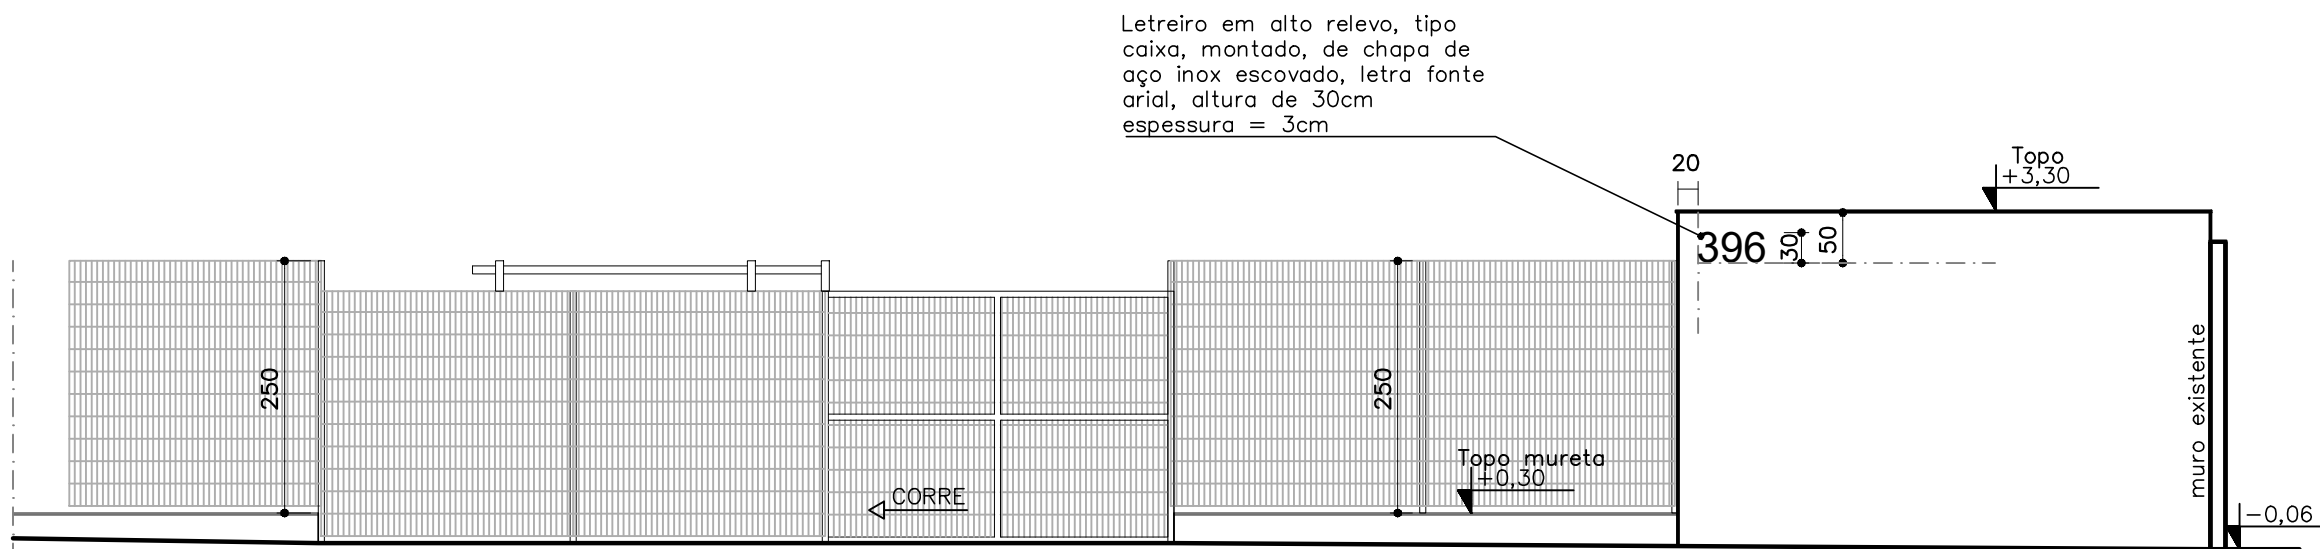 Letreiro em alto relevo, tipo
caixa, montado, de chapa de
aço inox escovado, letra fonte
arial, altura de 30cm
espessura = 3cm
20
Topo
+3,30
396
30
50
250
250
muro existente
Topo mureta
+0,30
CORRE
-0,06